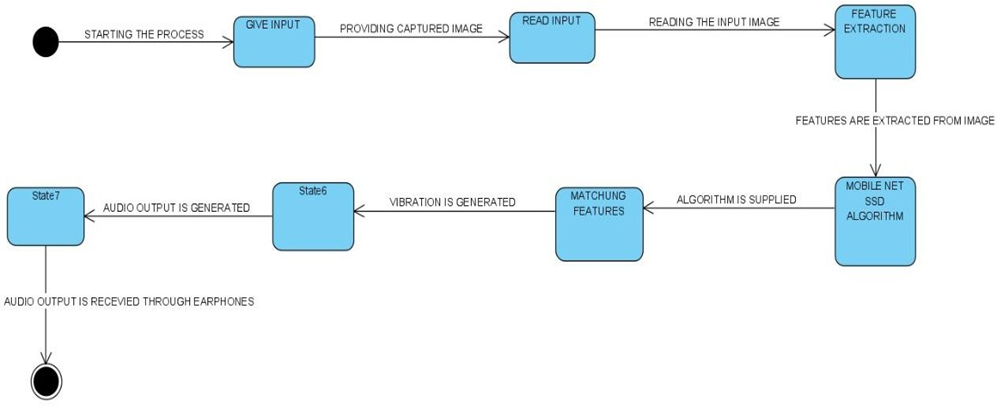 STARTING THE PROCESS
GIVE INPUT
PROVIDING CAPTURED IMAGE
READ INPUT
READING THE INPUT IMAGE
FEATURE
EXTRACTION
FEATURES ARE EXTRACTED FROM IMAGE
MOBILE NET
SSD
ALGORITHM
ALGORITHM IS SUPPLIED
MATCHUNG
FEATURES
VIBRATION IS GENERATED
State6
AUDIO OUTPUT IS GENERATED
State7
AUDIO OUTPUT IS RECEVIED THROUGH EARPHONES